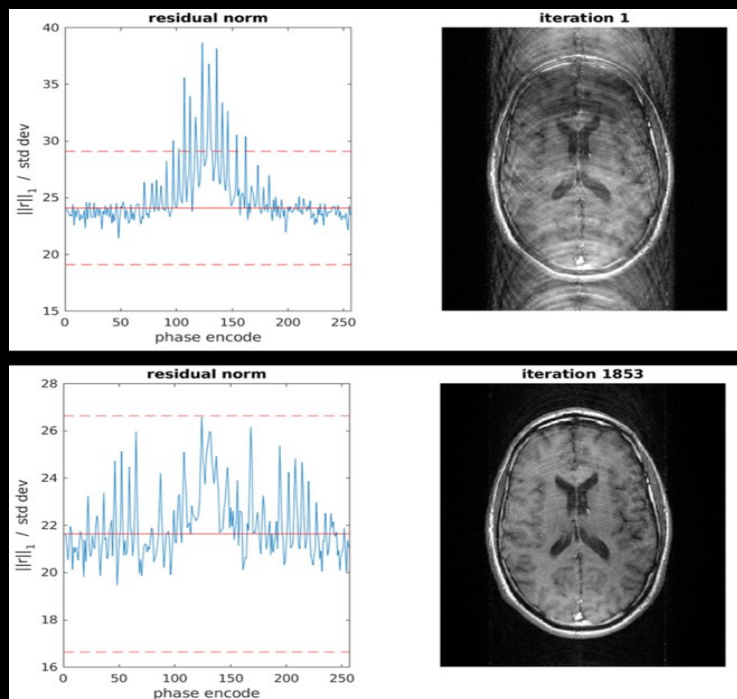 residual norm
40
35
30
25
20
15
||r||₁ / std dev
0 50 100 150 200 250
phase encode
iteration 1
residual norm
28
26
24
22
20
18
16
||r||₁ / std dev
0 50 100 150 200 250
phase encode
iteration 1853